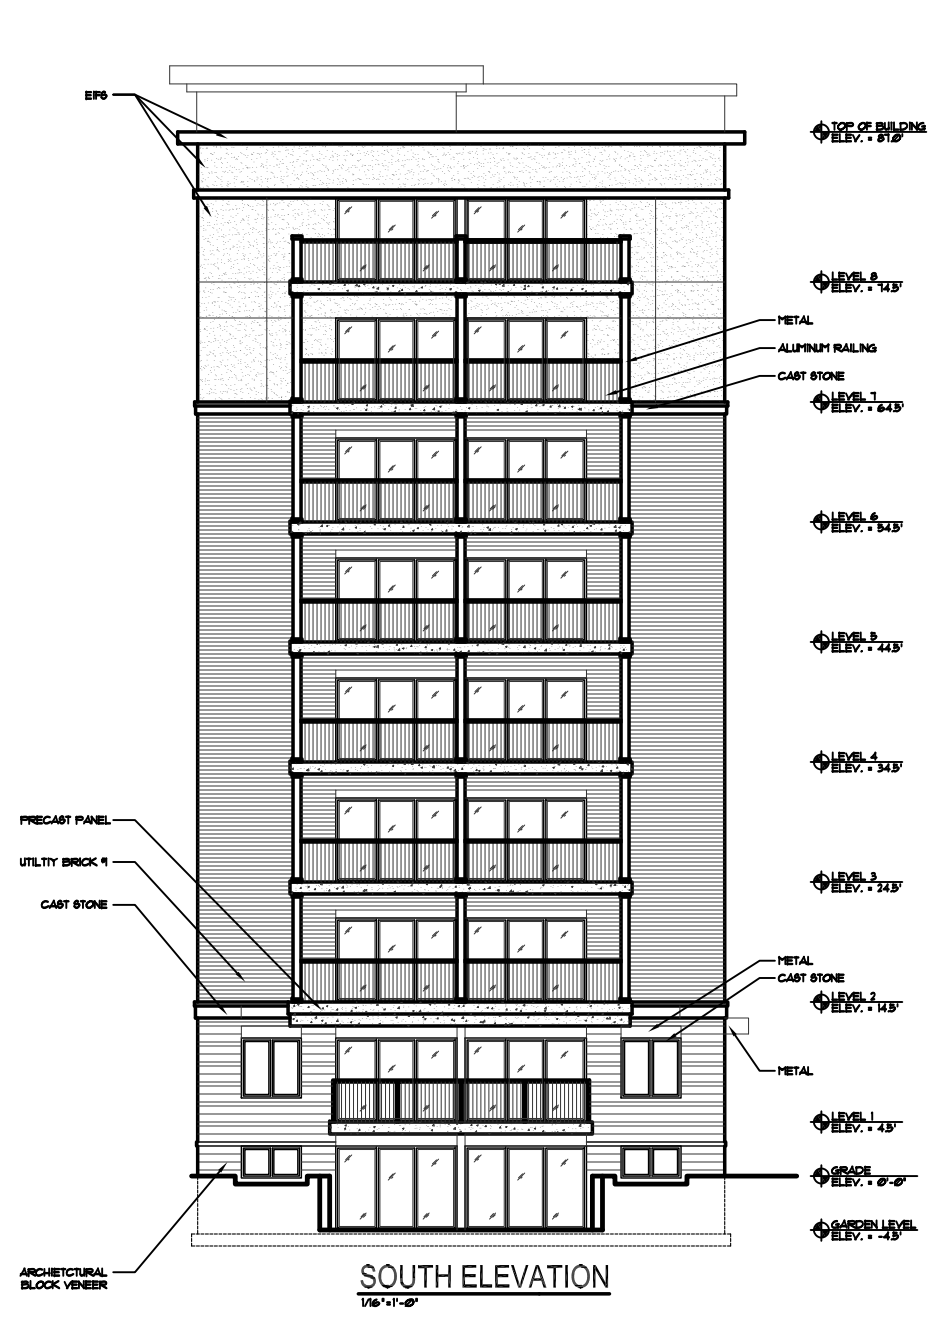 EIFS
TOP OF BUILDING
ELEV. = 87.0'
LEVEL 8
ELEV. = 74.5'
METAL
ALUMINUM RAILING
CAST STONE
LEVEL 7
ELEV. = 64.5'
LEVEL 6
ELEV. = 54.5'
LEVEL 5
ELEV. = 44.5'
LEVEL 4
ELEV. = 34.5'
PRECAST PANEL
UTILTIY BRICK
CAST STONE
LEVEL 3
ELEV. = 24.5'
METAL
CAST STONE
LEVEL 2
ELEV. = 14.5'
METAL
LEVEL 1
ELEV. = 4.5'
GRADE
ELEV. = 0'-0"
GARDEN LEVEL
ELEV. = -4.5'
ARCHIETCTURAL
BLOCK VENEER
SOUTH ELEVATION
1/16"=1'-0"